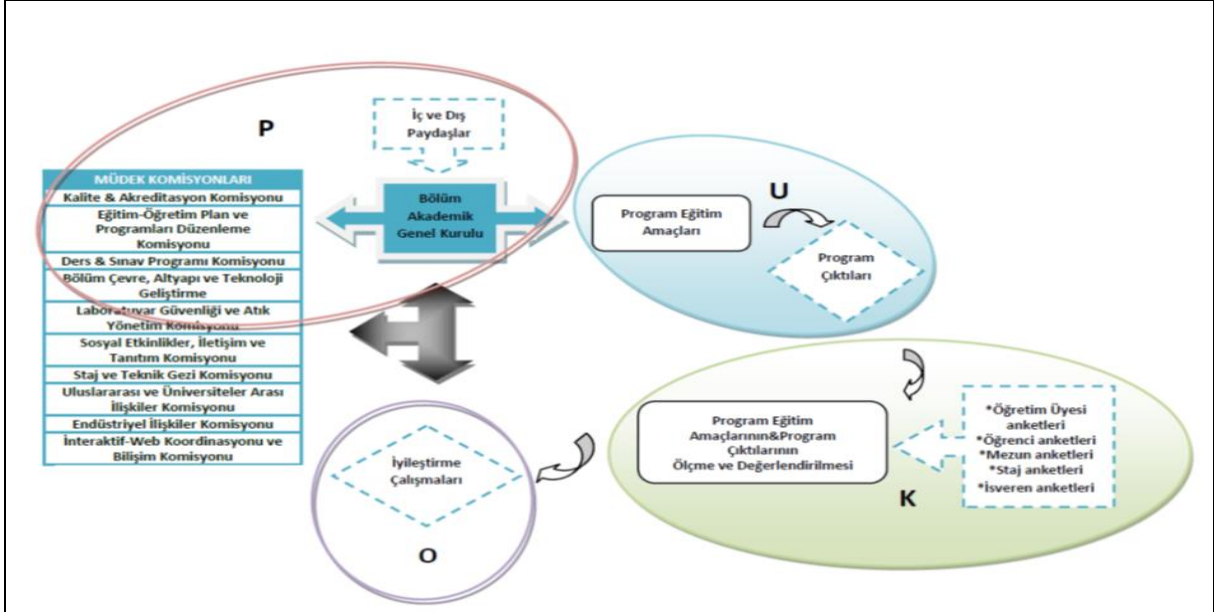 P
İç ve Dış
Paydaşlar
MÜDEK KOMİSYONLARI
Kalite & Akreditasyon Komisyonu
Eğitim-Öğretim Plan ve
Programları Düzenleme
Komisyonu
Ders & Sınav Programı Komisyonu
Bölüm Çevre, Altyapı ve Teknoloji
Geliştirme
Laboratuvar Güvenliği ve Atık
Yönetim Komisyonu
Sosyal Etkinlikler, İletişim ve
Tanıtım Komisyonu
Staj ve Teknik Gezi Komisyonu
Uluslararası ve Üniversiteler Arası
İlişkiler Komisyonu
Endüstriyel İlişkiler Komisyonu
İnteraktif-Web Koordinasyonu ve
Bilişim Komisyonu
Bölüm
Akademik
Genel Kurulu
U
Program Eğitim
Amaçları
Program
Çıktıları
Program Eğitim
Amaçlarının&Program
Çıktılarının
Ölçme ve Değerlendirilmesi
*Öğretim Üyesi
anketleri
*Öğrenci anketleri
*Mezun anketleri
*Staj anketleri
*İsveren anketleri
K
İyileştirme
Çalışmaları
O